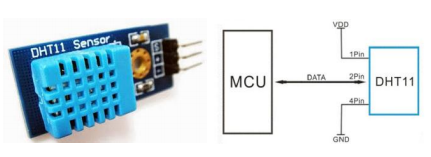 DHT11 Sensor
VDD
1Pin
MCU
DATA
2Pin
DHT11
4Pin
GND